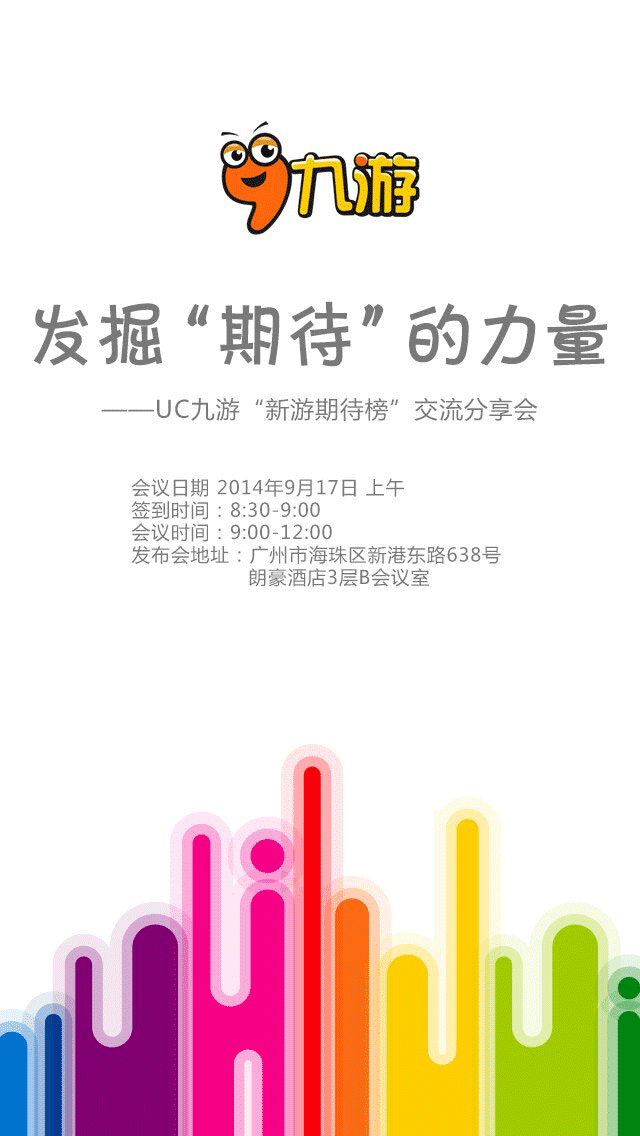 九游
发掘“期待”的力量
——UC九游“新游期待榜”交流分享会
会议日期 2014年9月17日 上午
签到时间：8:30-9:00
会议时间：9:00-12:00
发布会地址：广州市海珠区新港东路638号
朗豪酒店3层B会议室